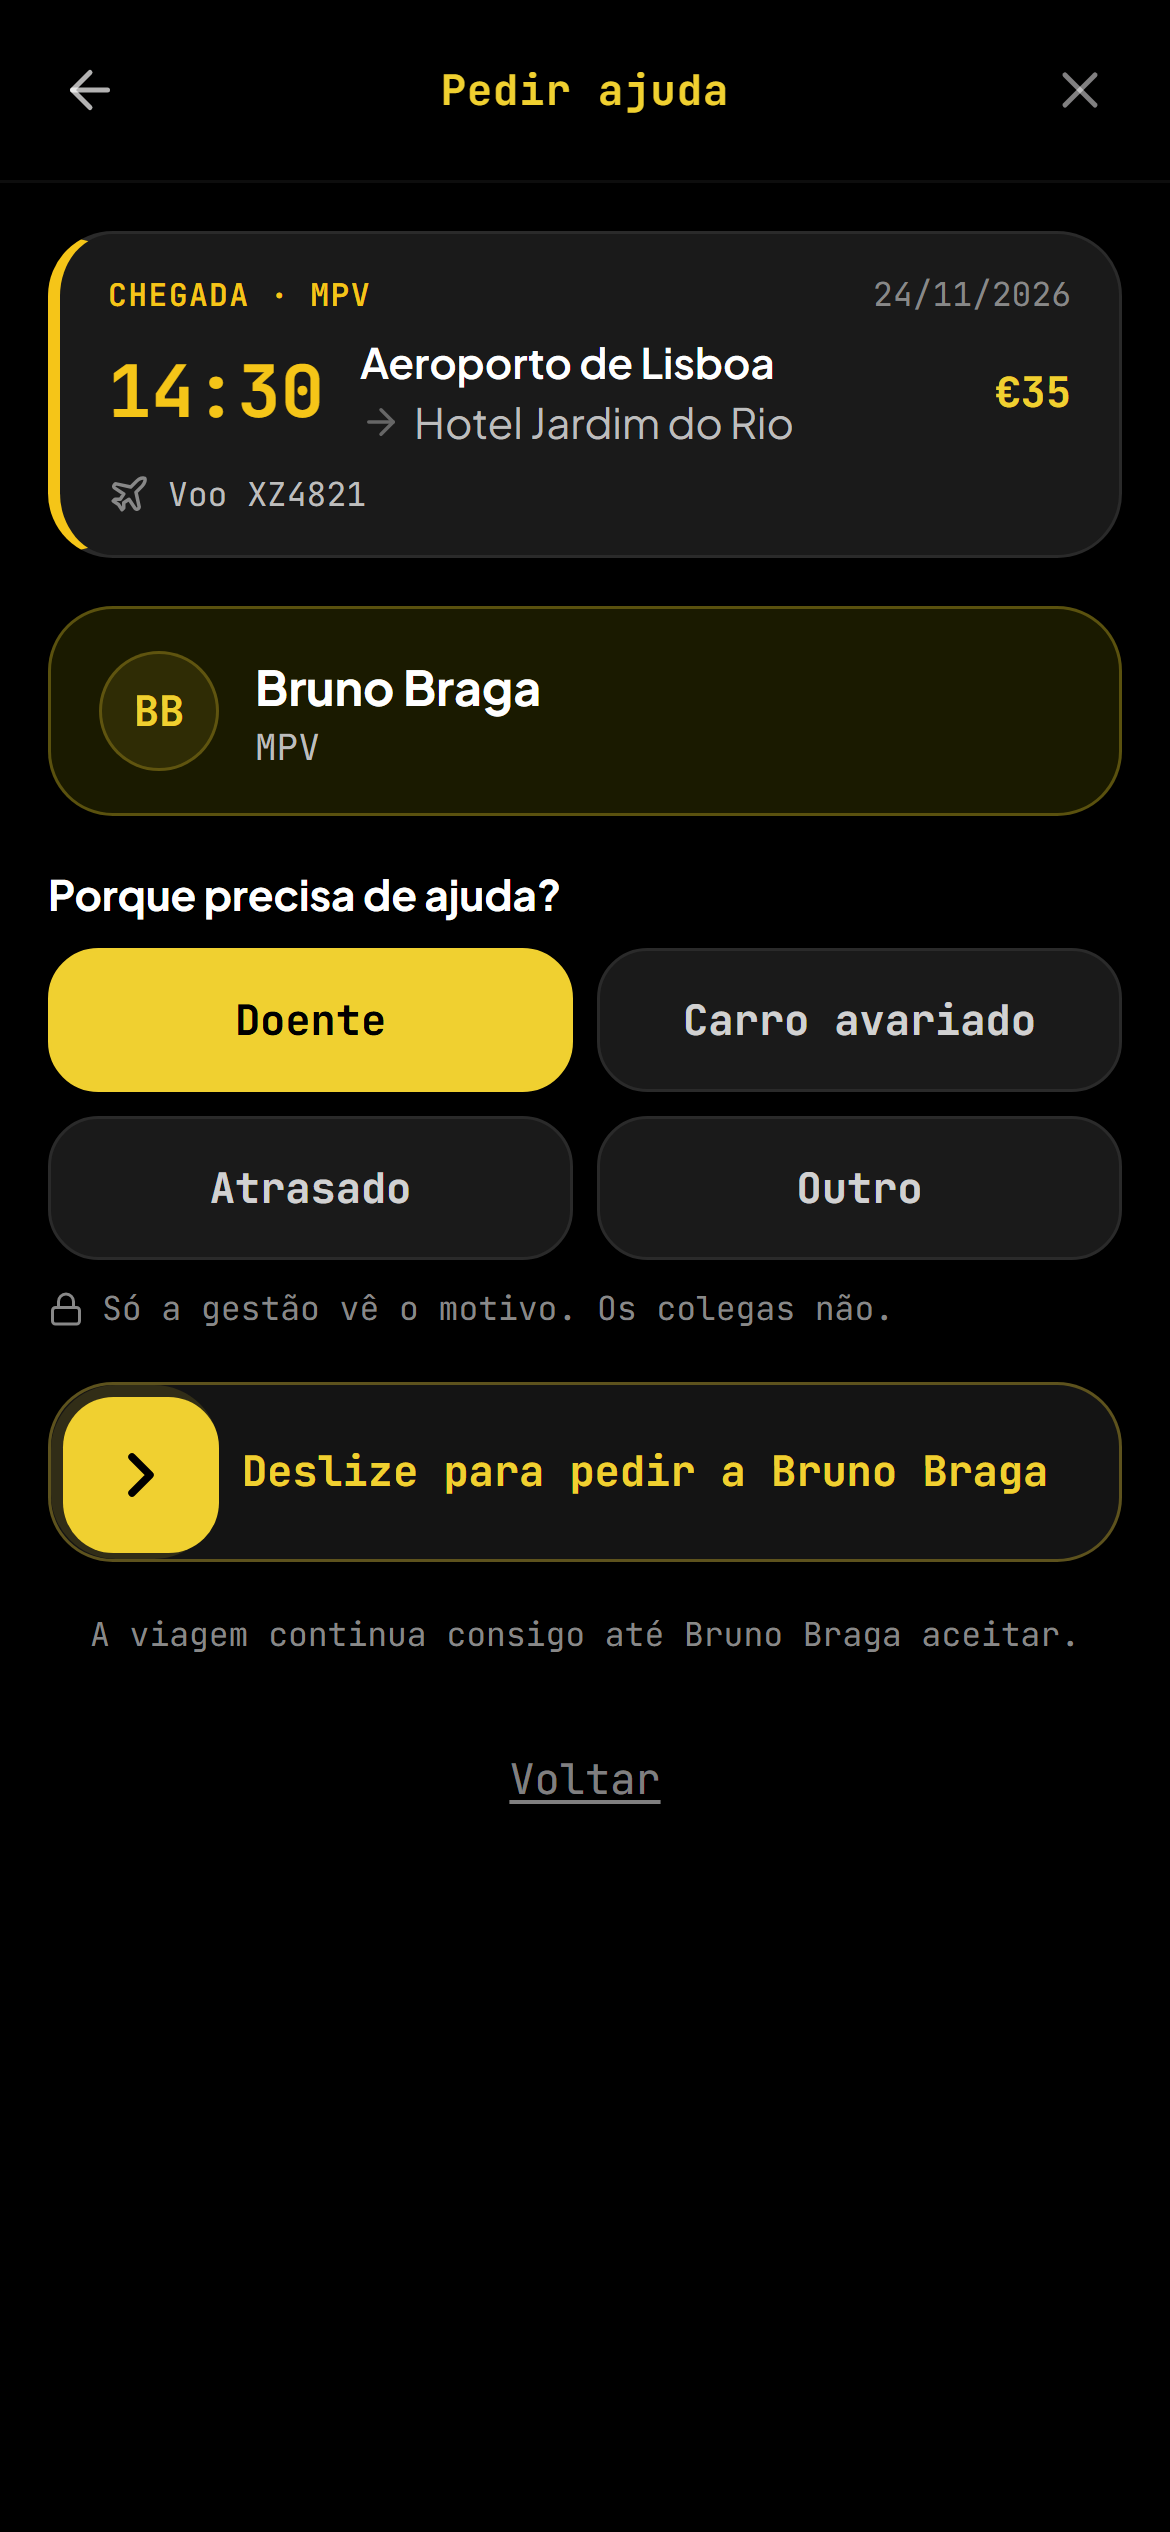 Pedir ajuda
CHEGADA · MPV
24/11/2026
14:30
Aeroporto de Lisboa
→ Hotel Jardim do Rio
€35
Voo XZ4821
BB
Bruno Braga
MPV
Porque precisa de ajuda?
Doente
Carro avariado
Atrasado
Outro
Só a gestão vê o motivo. Os colegas não.
Deslize para pedir a Bruno Braga
A viagem continua consigo até Bruno Braga aceitar.
Voltar